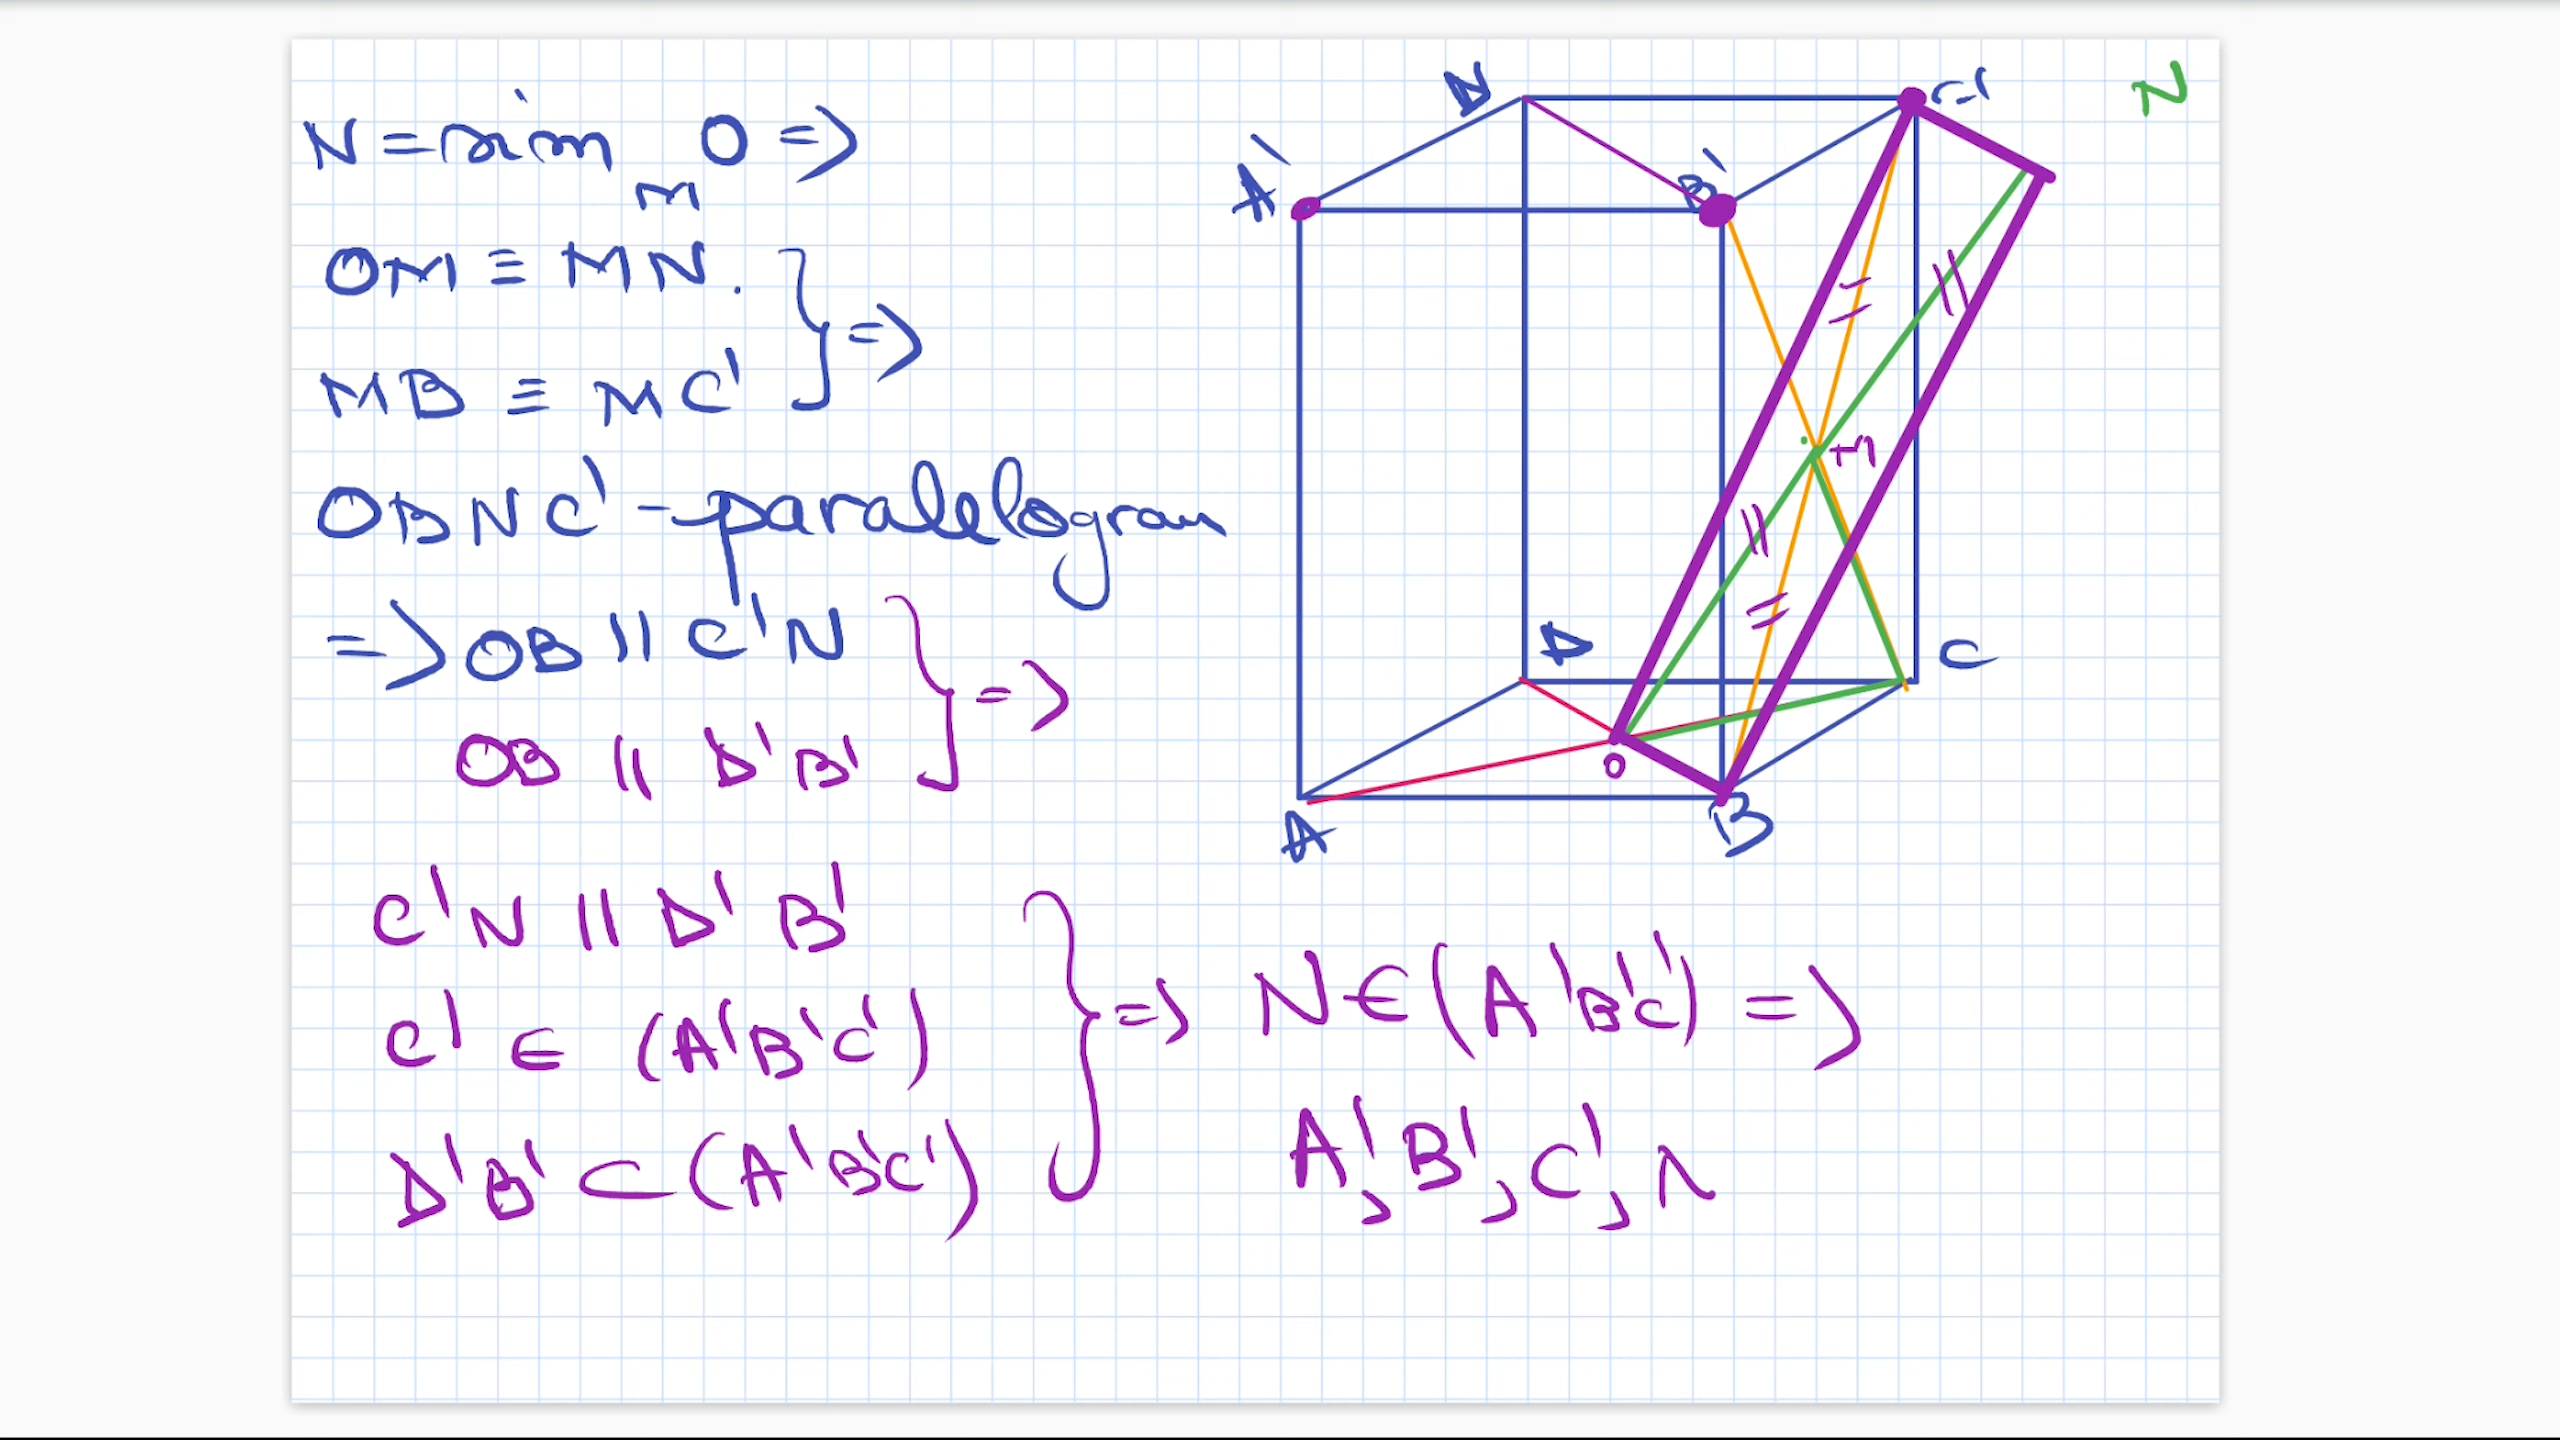 N = sim_M O =>
OM ≡ MN. } =>
MB ≡ MC'
OBNC' - paralelogram
=> OB || C'N } =>
OB || D'B'
C'N || D'B'
C' ∈ (A'B'C') } => N ∈ (A'B'C') =>
D'B' ⊂ (A'B'C')
A', B', C',
D
C'
N
A'
B'
M
D
C
O
A
B